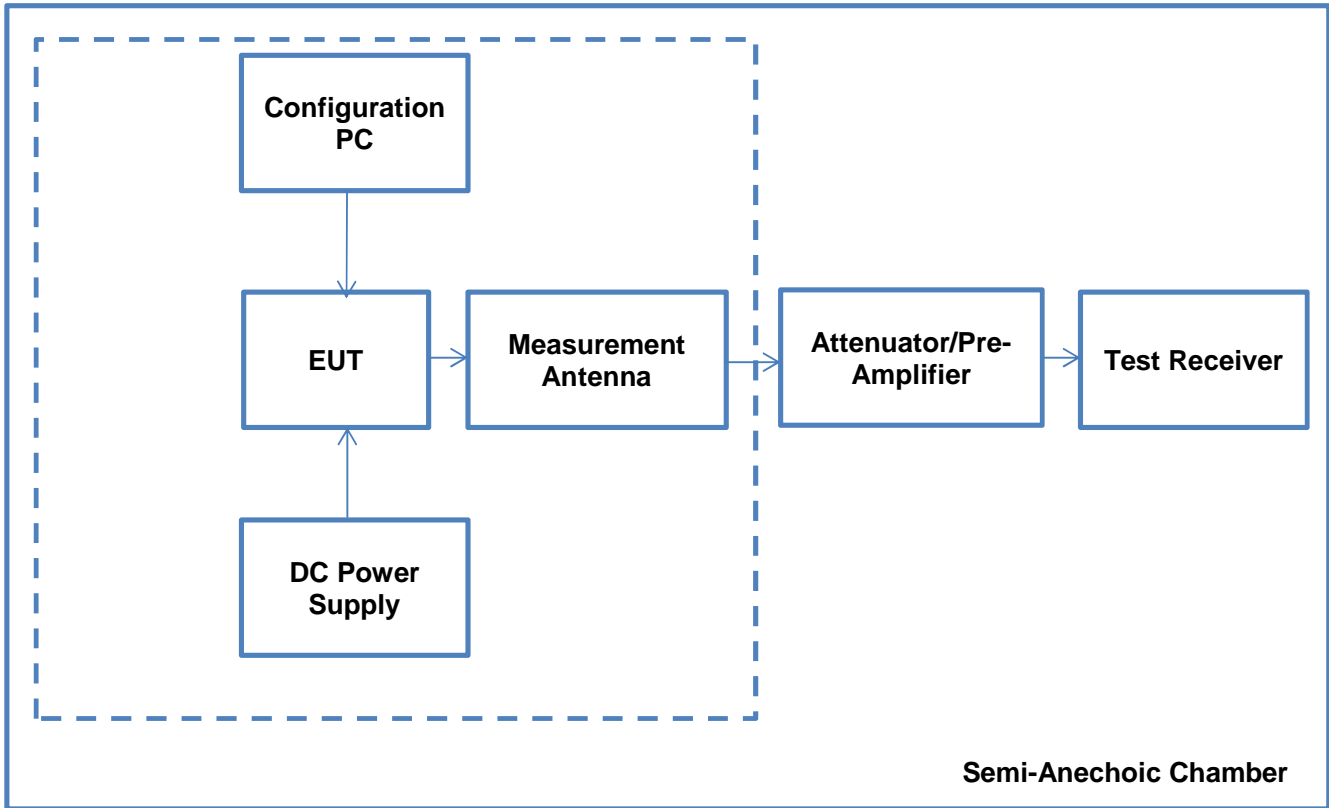 Configuration
PC
EUT
Measurement
Antenna
Attenuator/Pre-
Amplifier
Test Receiver
DC Power
Supply
Semi-Anechoic Chamber